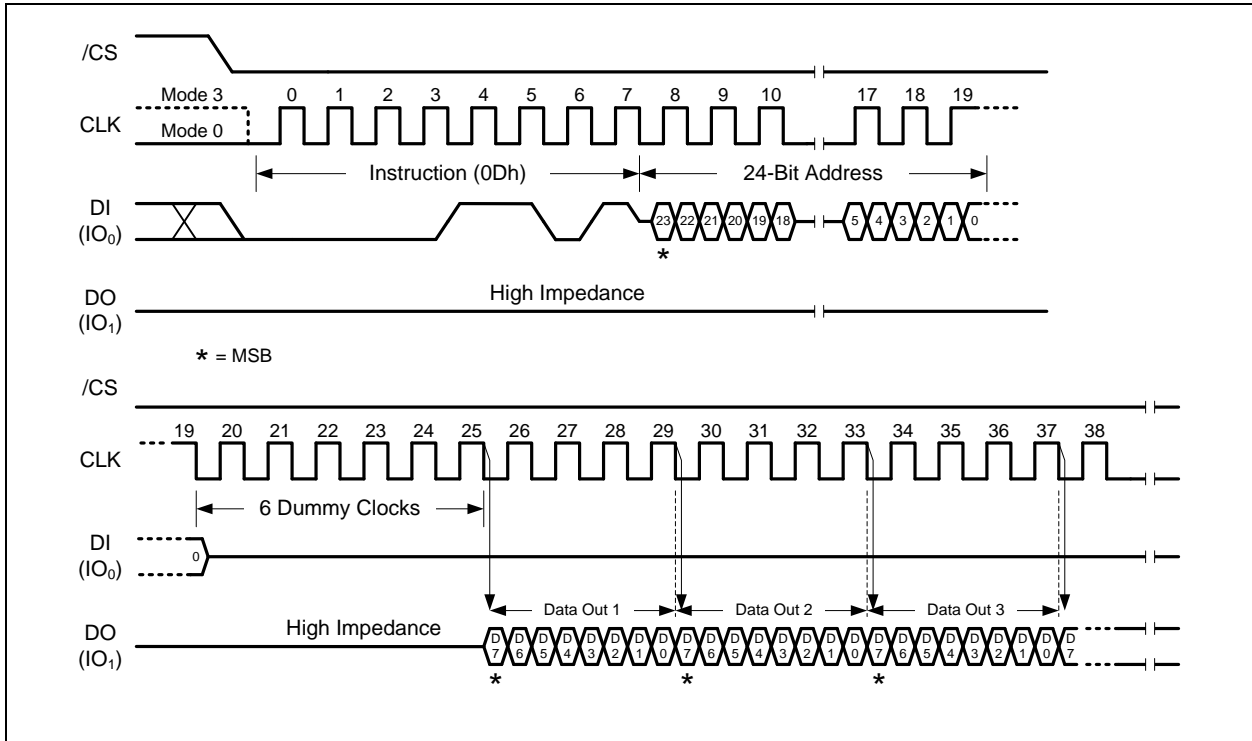 /CS
Mode 3
0 1 2 3 4 5 6 7 8 9 10 17 18 19
CLK
Mode 0
Instruction (0Dh) 24-Bit Address
DI
(IO0)
23 22 21 20 19 18 5 4 3 2 1 0
*
DO
(IO1)
High Impedance
* = MSB
/CS
19 20 21 22 23 24 25 26 27 28 29 30 31 32 33 34 35 36 37 38
CLK
6 Dummy Clocks
DI
(IO0)
0
Data Out 1 Data Out 2 Data Out 3
DO
(IO1)
High Impedance
D7 D6 D5 D4 D3 D2 D1 D0 D7 D6 D5 D4 D3 D2 D1 D0 D7 D6 D5 D4 D3 D2 D1 D0 D7
* * *